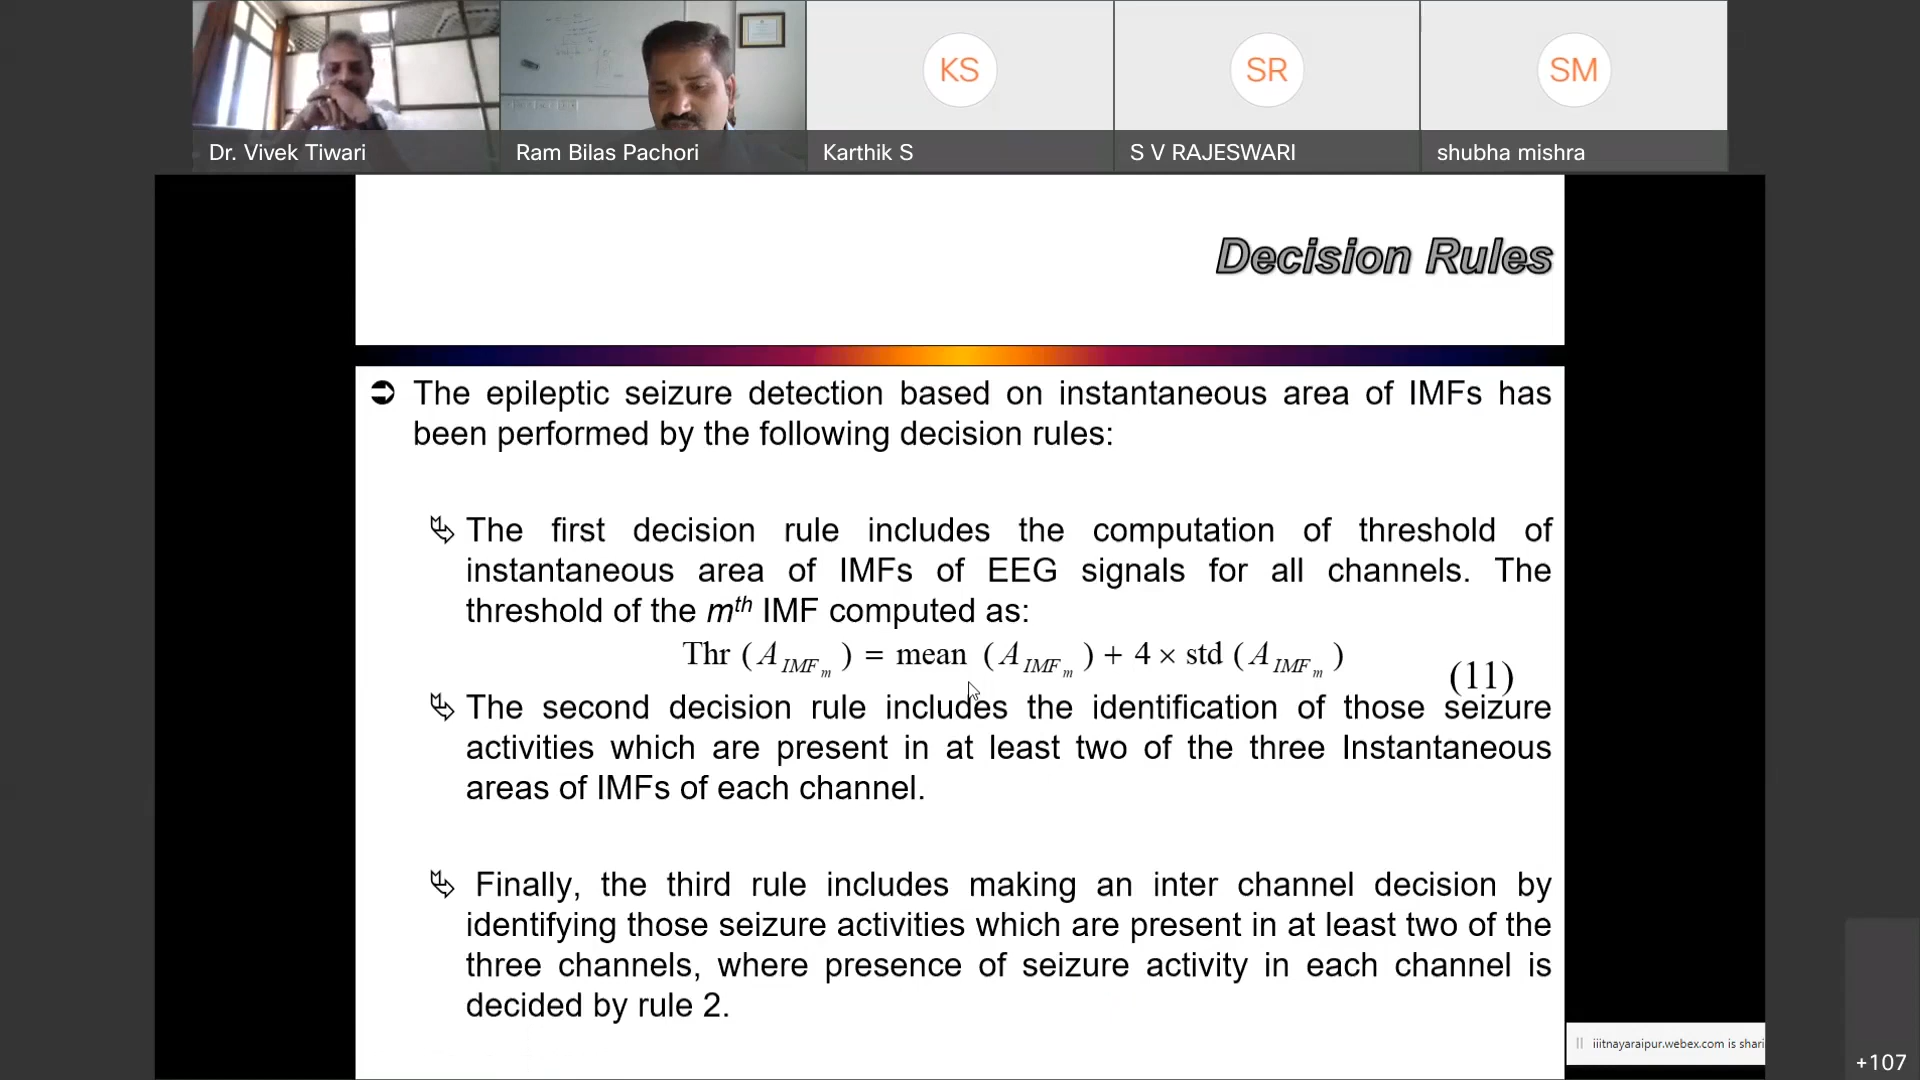 KS
SR
SM
Dr. Vivek Tiwari
Ram Bilas Pachori
Karthik S
S V RAJESWARI
shubha mishra
Decision Rules
The epileptic seizure detection based on instantaneous area of IMFs has
been performed by the following decision rules:
The first decision rule includes the computation of threshold of
instantaneous area of IMFs of EEG signals for all channels. The
threshold of the m^th IMF computed as:
Thr ( A_{IMF_m} ) = mean ( A_{IMF_m} ) + 4 × std ( A_{IMF_m} )
(11)
The second decision rule includes the identification of those seizure
activities which are present in at least two of the three Instantaneous
areas of IMFs of each channel.
Finally, the third rule includes making an inter channel decision by
identifying those seizure activities which are present in at least two of the
three channels, where presence of seizure activity in each channel is
decided by rule 2.
iiitnayaraipur.webex.com is shari
+107